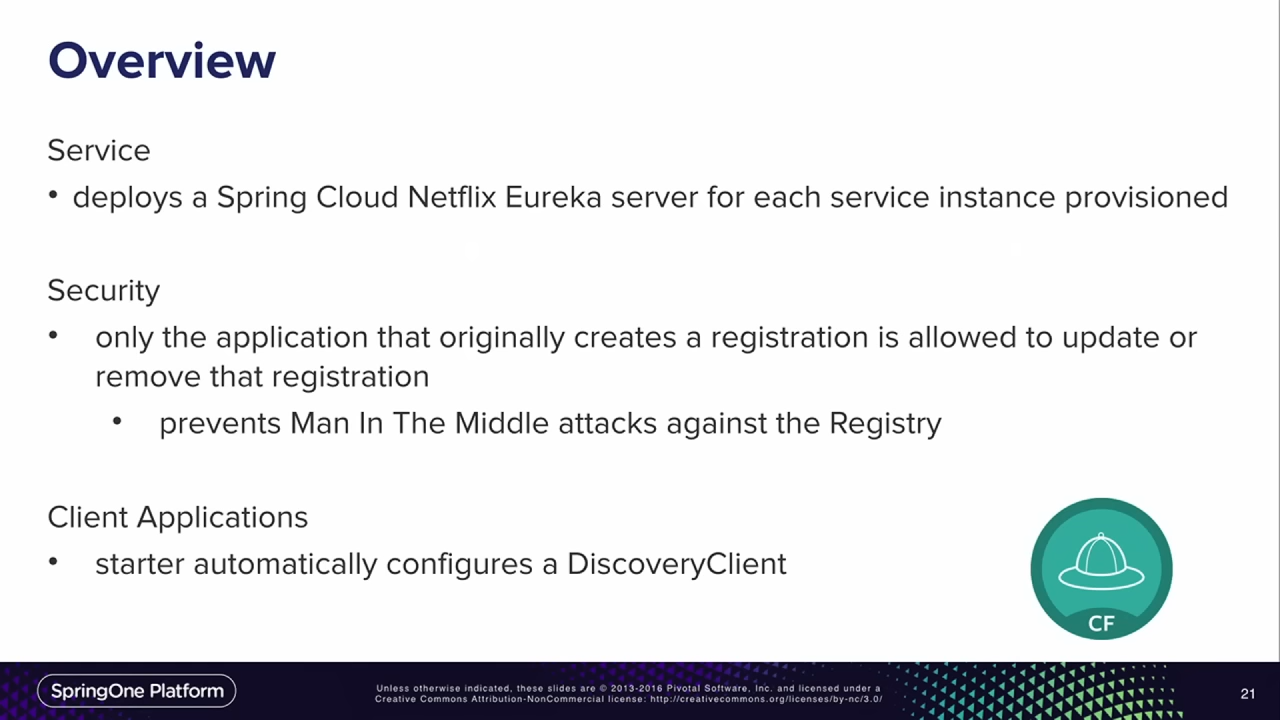 Overview
Service
• deploys a Spring Cloud Netflix Eureka server for each service instance provisioned
Security
• only the application that originally creates a registration is allowed to update or
remove that registration
• prevents Man In The Middle attacks against the Registry
Client Applications
• starter automatically configures a DiscoveryClient
CF
SpringOne Platform
Unless otherwise indicated, these slides are © 2013-2016 Pivotal Software, Inc. and licensed under a
Creative Commons Attribution-NonCommercial license: http://creativecommons.org/licenses/by-nc/3.0/
21